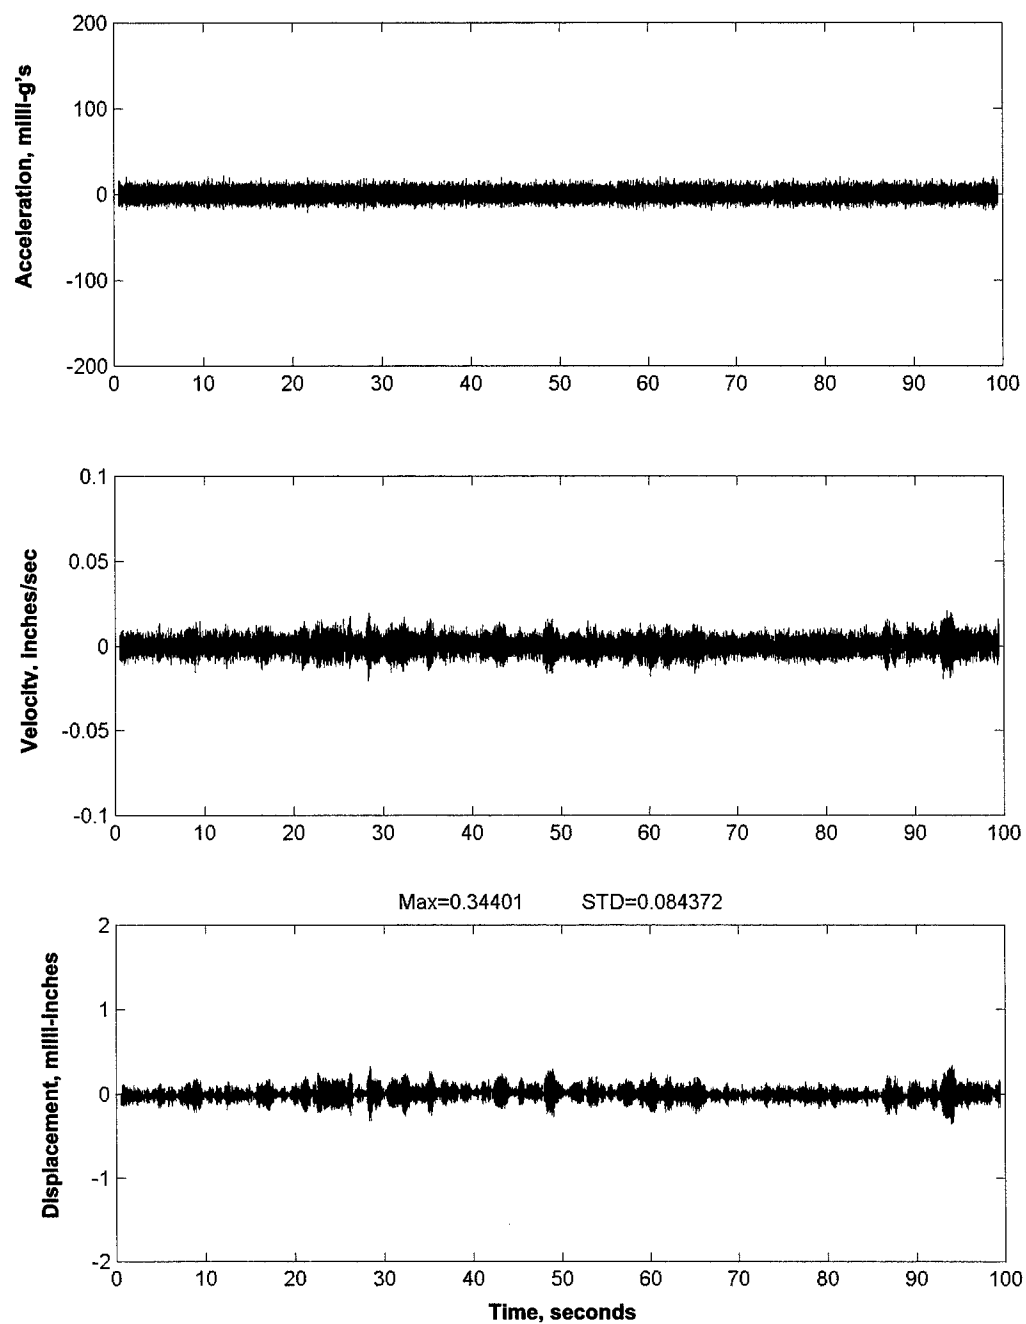 200
100
0
-100
-200
Acceleration, milli-g's
0 10 20 30 40 50 60 70 80 90 100
0.1
0.05
0
-0.05
-0.1
Velocity. inches/sec
0 10 20 30 40 50 60 70 80 90 100
Max=0.34401 STD=0.084372
2
1
0
-1
-2
Displacement, milli-inches
0 10 20 30 40 50 60 70 80 90 100
Time, seconds